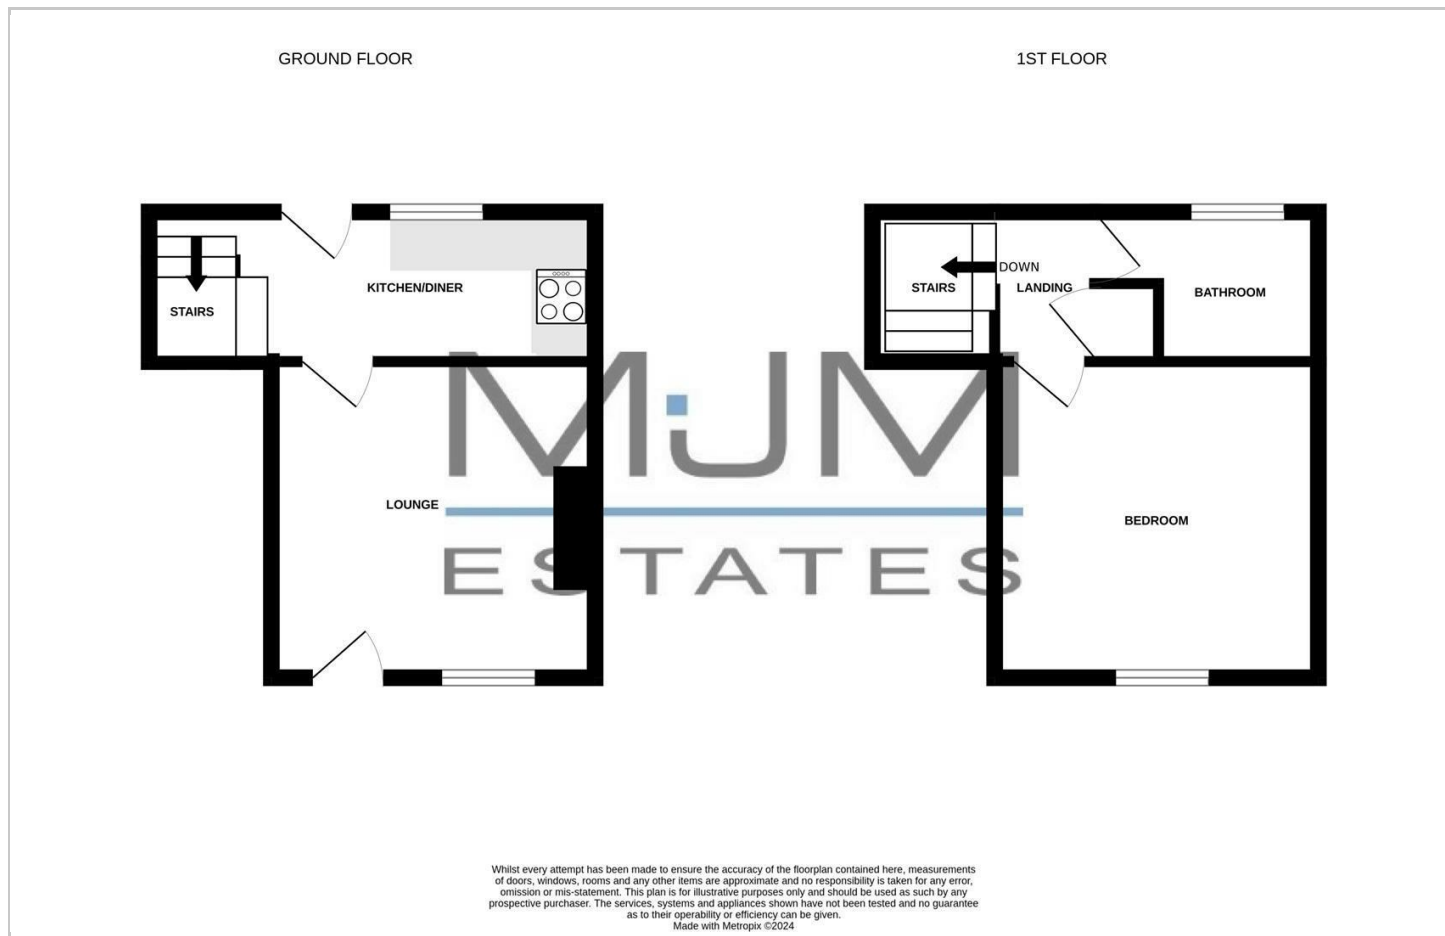 GROUND FLOOR
1ST FLOOR
KITCHEN/DINER
STAIRS
LOUNGE
DOWN
STAIRS
LANDING
BATHROOM
BEDROOM
MJM
ESTATES
Whilst every attempt has been made to ensure the accuracy of the floorplan contained here, measurements
of doors, windows, rooms and any other items are approximate and no responsibility is taken for any error,
omission or mis-statement. This plan is for illustrative purposes only and should be used as such by any
prospective purchaser. The services, systems and appliances shown have not been tested and no guarantee
as to their operability or efficiency can be given.
Made with Metropix ©2024